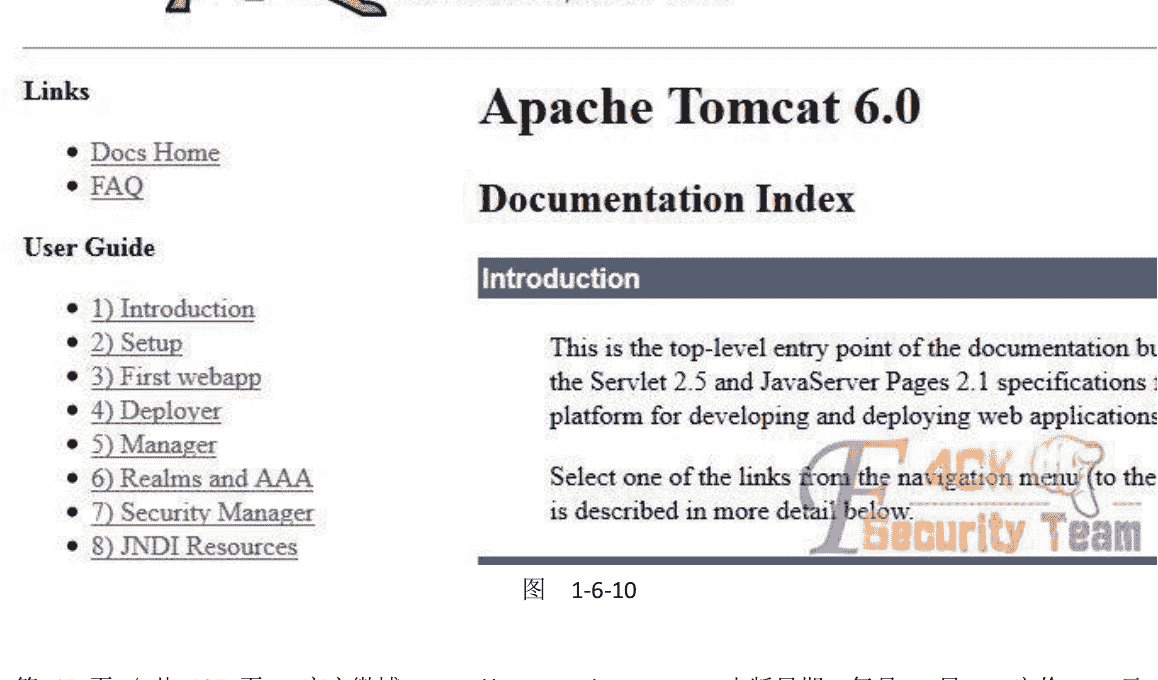 Links
Docs Home
FAQ
User Guide
1) Introduction
2) Setup
3) First webapp
4) Deployer
5) Manager
6) Realms and AAA
7) Security Manager
8) JNDI Resources
Apache Tomcat 6.0
Documentation Index
Introduction
This is the top-level entry point of the documentation
the Servlet 2.5 and JavaServer Pages 2.1 specifications
platform for developing and deploying web applications
Select one of the links from the navigation menu (to the
is described in more detail below.
F4ck
Security Team
图 1-6-10